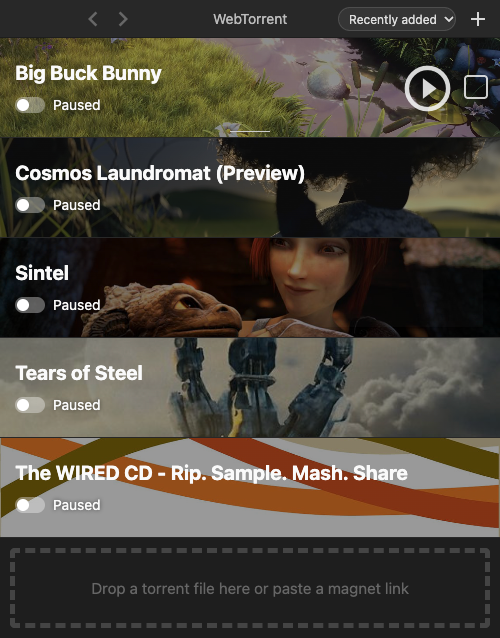 WebTorrent
Recently added
Big Buck Bunny
Paused
Cosmos Laundromat (Preview)
Paused
Sintel
Paused
Tears of Steel
Paused
The WIRED CD - Rip. Sample. Mash. Share
Paused
Drop a torrent file here or paste a magnet link